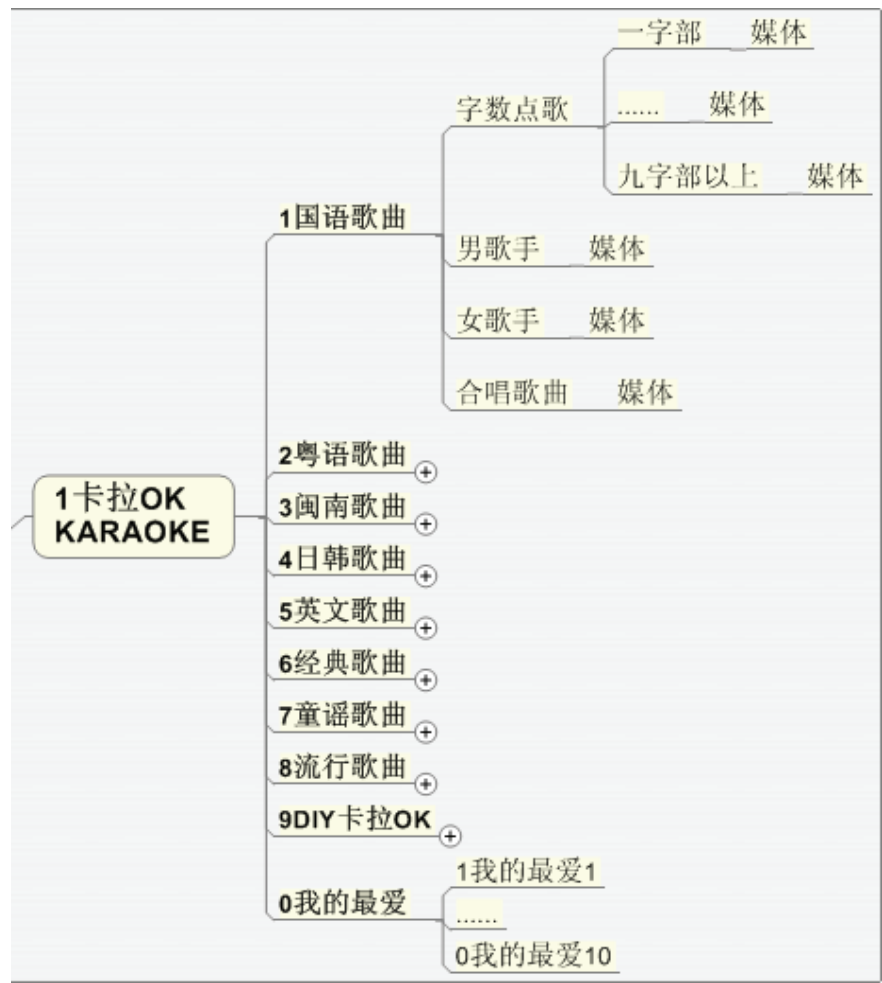 一字部 媒体
字数点歌
...... 媒体
九字部以上 媒体
1国语歌曲
男歌手 媒体
女歌手 媒体
合唱歌曲 媒体
2粤语歌曲
3闽南歌曲
1卡拉OK
KARAOKE
4日韩歌曲
5英文歌曲
6经典歌曲
7童谣歌曲
8流行歌曲
9DIY卡拉OK
0我的最爱
1我的最爱1
......
0我的最爱10